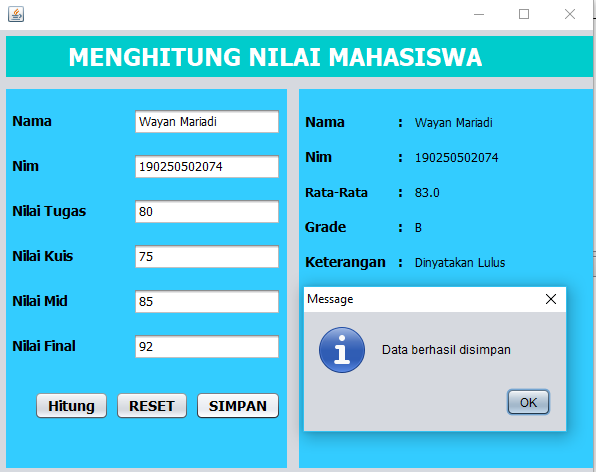 MENGHITUNG NILAI MAHASISWA
Nama Wayan Mariadi
Nim 190250502074
Nilai Tugas 80
Nilai Kuis 75
Nilai Mid 85
Nilai Final 92
Hitung RESET SIMPAN
Nama : Wayan Mariadi
Nim : 190250502074
Rata-Rata : 83.0
Grade : B
Keterangan : Dinyatakan Lulus
Message
Data berhasil disimpan
OK